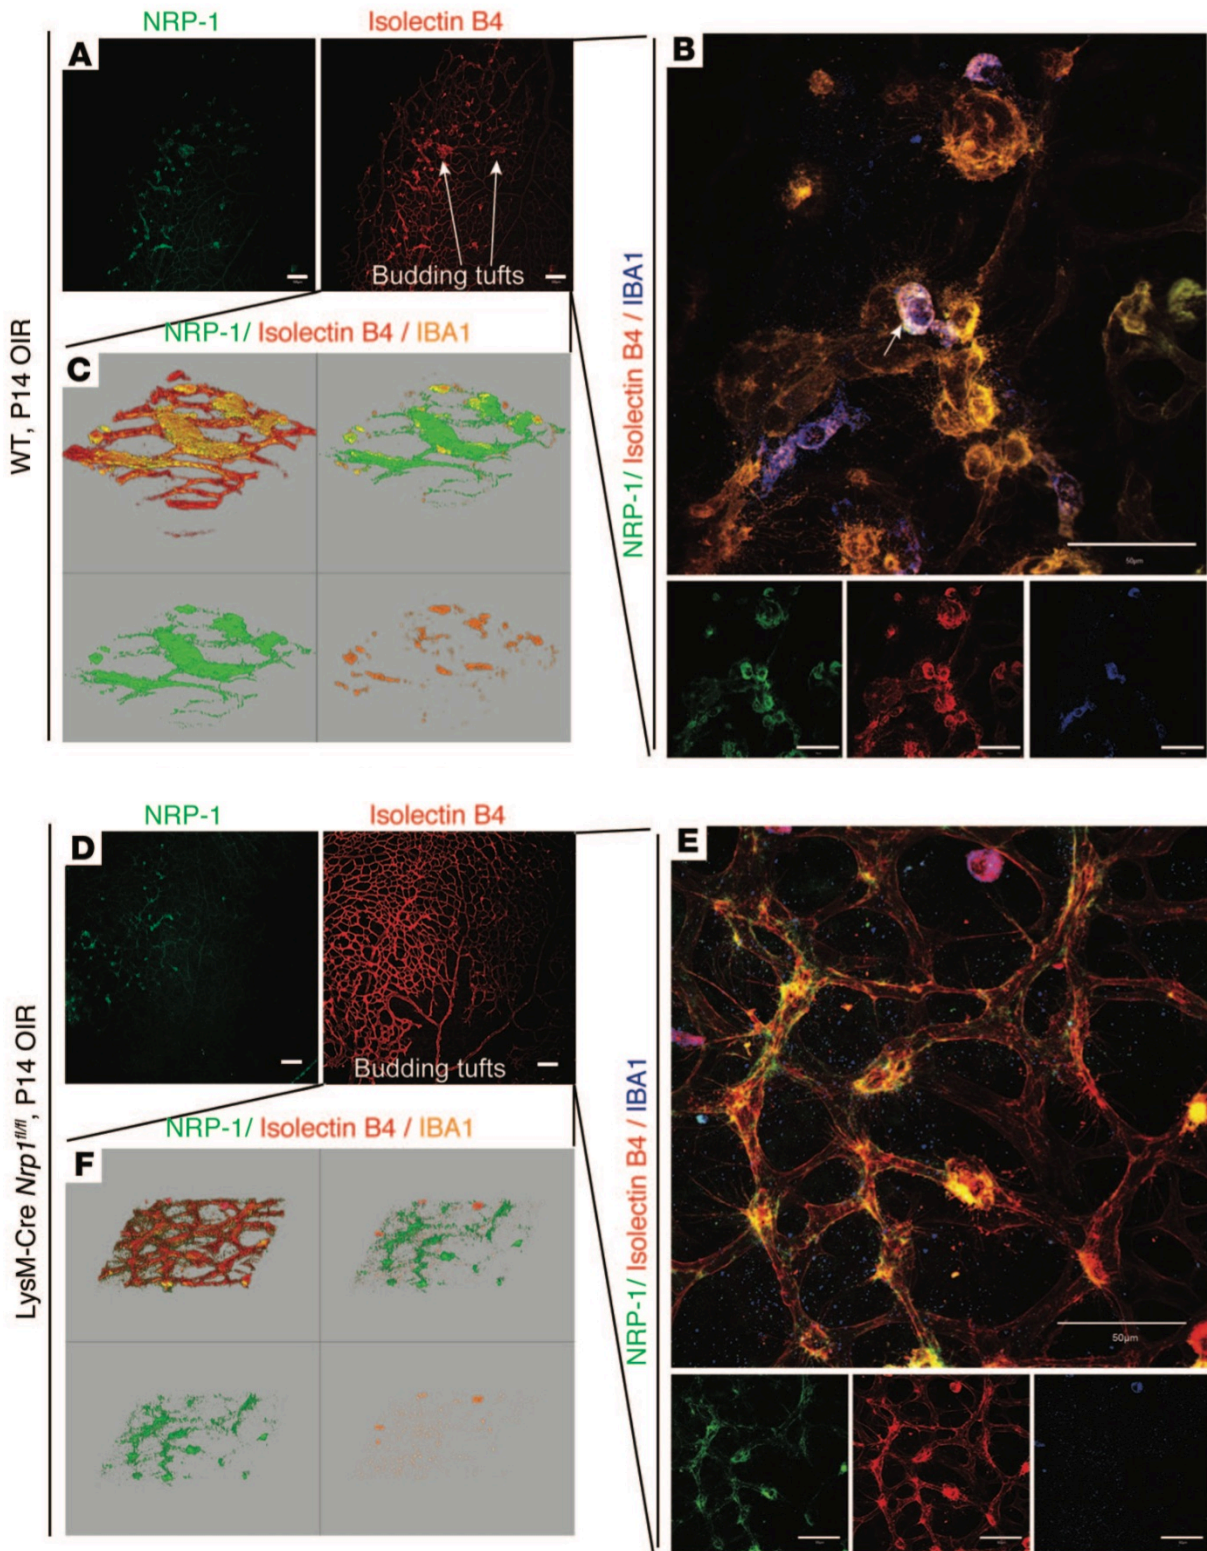 NRP-1
Isolectin B4
A
Budding tufts
WT, P14 OIR
NRP-1/ Isolectin B4 / IBA1
C
B
NRP-1/ Isolectin B4 / IBA1
50µm
NRP-1
Isolectin B4
D
Budding tufts
LysM-Cre Nrp1fl/fl, P14 OIR
NRP-1/ Isolectin B4 / IBA1
F
E
NRP-1/ Isolectin B4 / IBA1
50µm